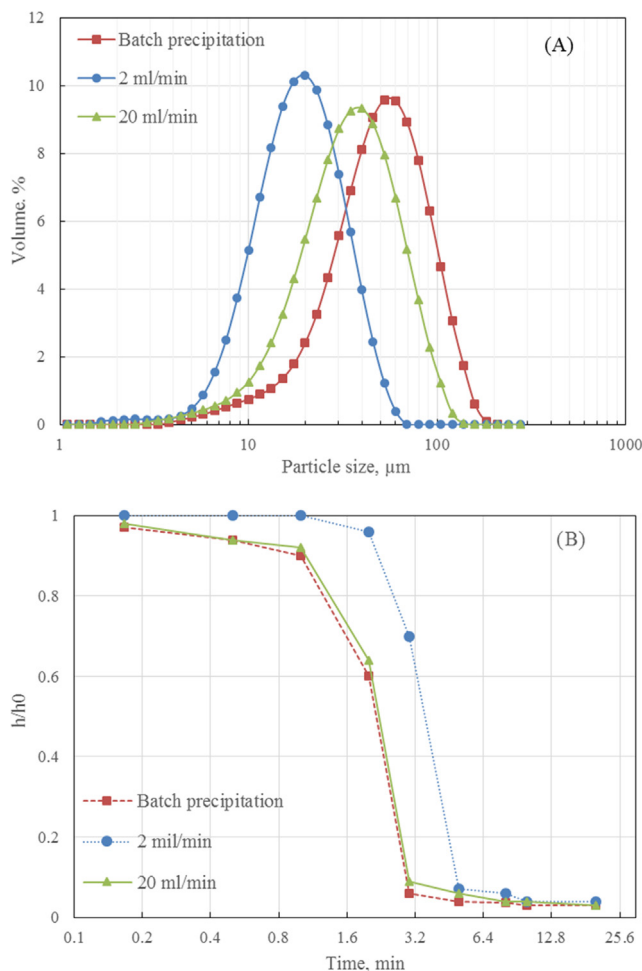 (A)
Batch precipitation
2 ml/min
20 ml/min
12
10
8
6
4
2
0
Volume. %
1 10 100 1000
Particle size, µm
(B)
1
0.8
0.6
0.4
0.2
0
h/h0
Batch precipitation
2 mil/min
20 ml/min
0.1 0.2 0.4 0.8 1.6 3.2 6.4 12.8 25.6
Time, min